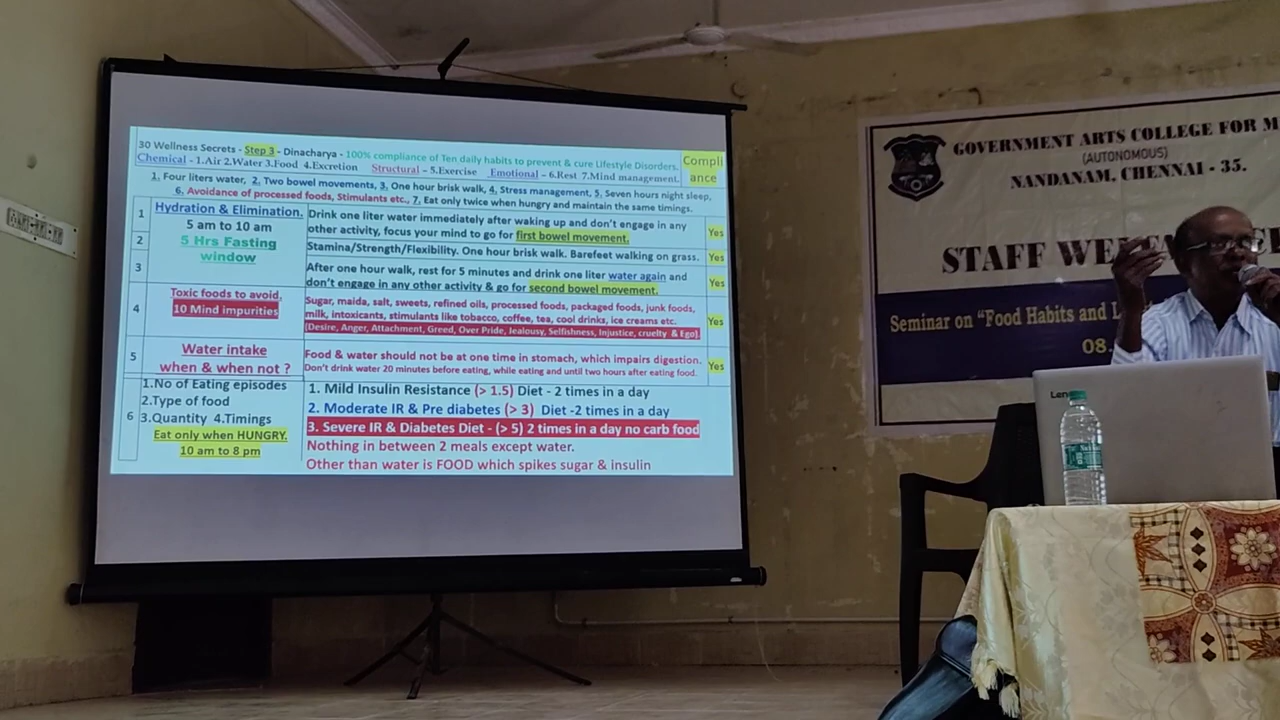 30 Wellness Secrets - Step 3 - Dinacharya - 100% compliance of Ten daily habits to prevent & cure Lifestyle Disorders.
Chemical - 1.Air 2.Water 3.Food 4.Excretion Structural - 5.Exercise Emotional - 6.Rest 7.Mind management.
Compli
ance
1. Four liters water, 2. Two bowel movements, 3. One hour brisk walk, 4. Stress management, 5. Seven hours night sleep,
6. Avoidance of processed foods, Stimulants etc., 7. Eat only twice when hungry and maintain the same timings.
1
Hydration & Elimination.
5 am to 10 am
5 Hrs Fasting
window
Drink one liter water immediately after waking up and don't engage in any
other activity, focus your mind to go for first bowel movement.
Yes
2
Stamina/Strength/Flexibility. One hour brisk walk. Barefeet walking on grass.
Yes
3
After one hour walk, rest for 5 minutes and drink one liter water again and
don't engage in any other activity & go for second bowel movement.
Yes
4
Toxic foods to avoid.
10 Mind impurities
Sugar, maida, salt, sweets, refined oils, processed foods, packaged foods, junk foods,
milk, intoxicants, stimulants like tobacco, coffee, tea, cool drinks, ice creams etc.
(Desire, Anger, Attachment, Greed, Over Pride, Jealousy, Selfishness, Injustice, cruelty & Ego)
Yes
5
Water intake
when & when not ?
Food & water should not be at one time in stomach, which impairs digestion.
Don't drink water 20 minutes before eating, while eating and until two hours after eating food.
Yes
6
1.No of Eating episodes
2.Type of food
3.Quantity 4.Timings
Eat only when HUNGRY.
10 am to 8 pm
1. Mild Insulin Resistance (> 1.5) Diet - 2 times in a day
2. Moderate IR & Pre diabetes (> 3) Diet -2 times in a day
3. Severe IR & Diabetes Diet - (> 5) 2 times in a day no carb food
Nothing in between 2 meals except water.
Other than water is FOOD which spikes sugar & insulin
GOVERNMENT ARTS COLLEGE FOR M
(AUTONOMOUS)
NANDANAM, CHENNAI - 35.
STAFF
Seminar on "Food Habits and L
08.